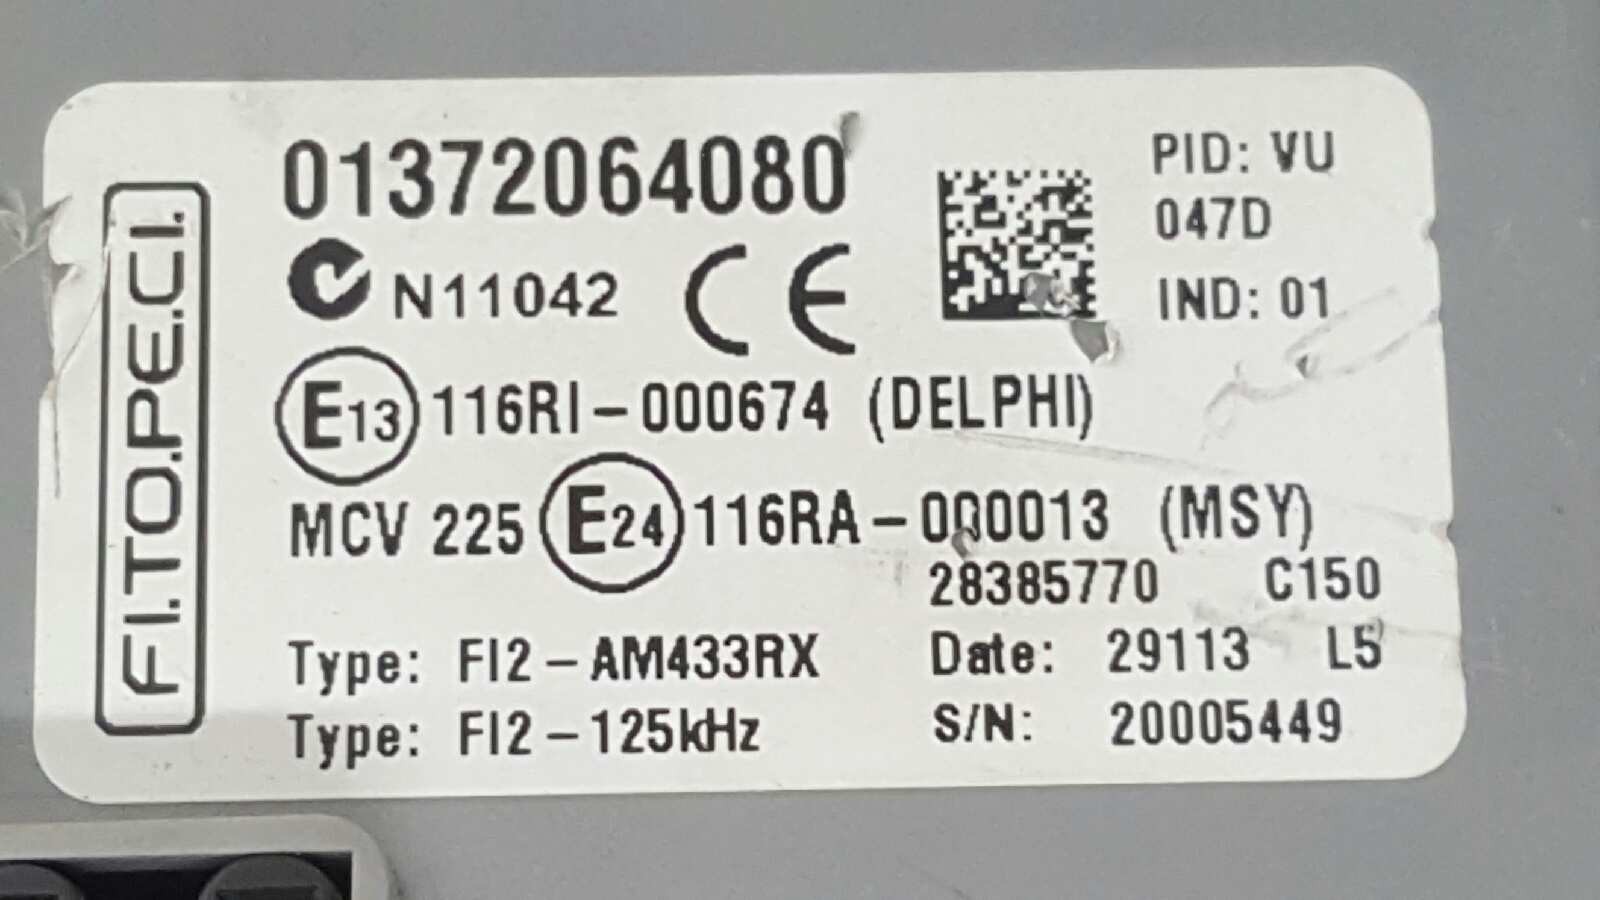 FI.TO.PE.C.I.
01372064080
PID: VU
047D
N11042 CE
IND: 01
E13 116RI-000674 (DELPHI)
MCV 225 E24 116RA-000013 (MSY)
28385770 C150
Type: FI2-AM433RX
Date: 29113 L5
Type: FI2-125kHz
S/N: 20005449